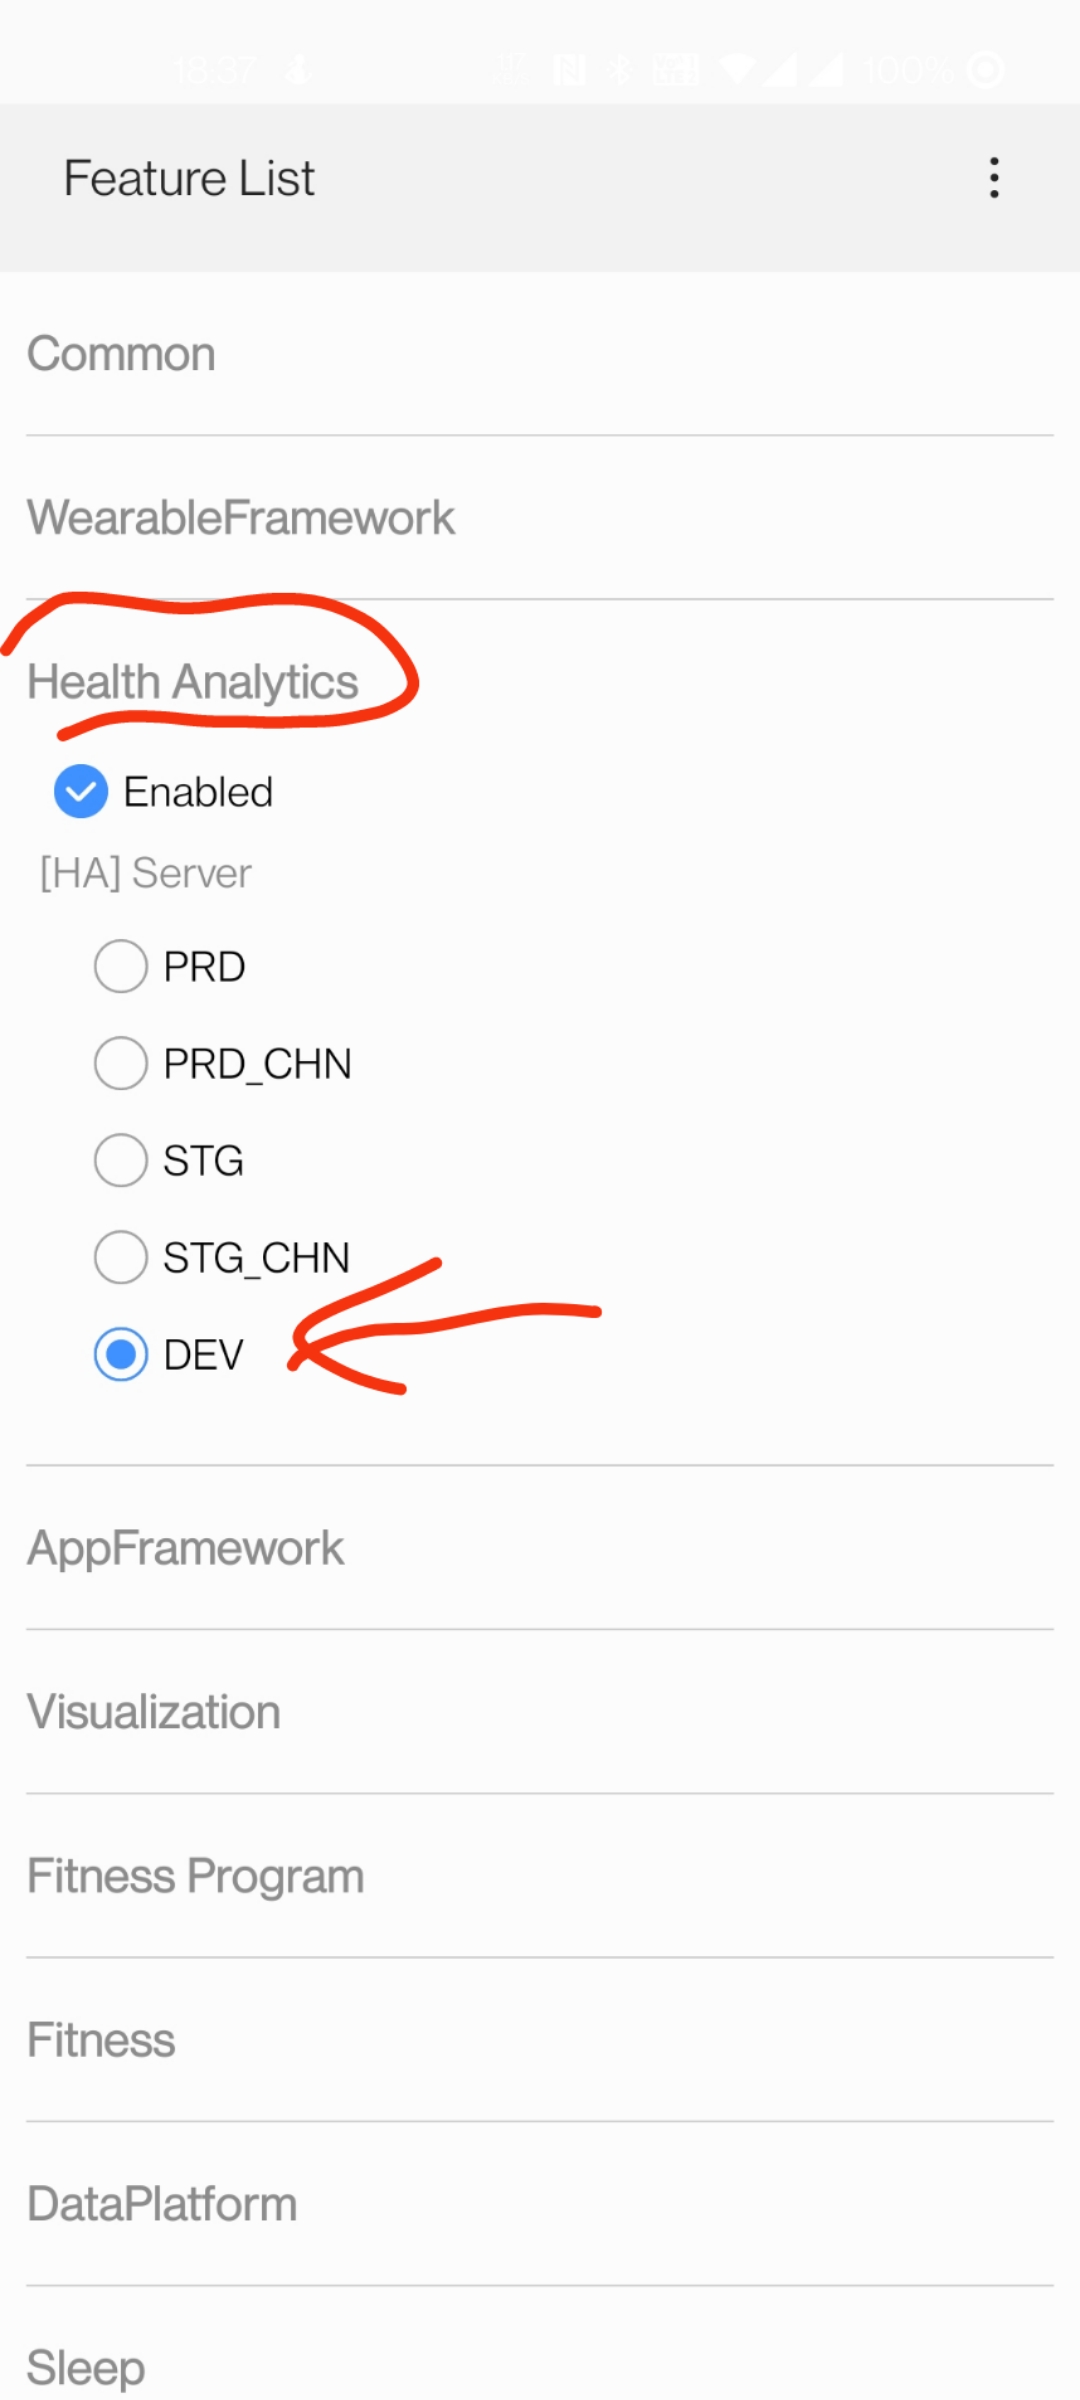 18:37 100%
Feature List
Common
WearableFramework
Health Analytics
Enabled
[HA] Server
PRD
PRD_CHN
STG
STG_CHN
DEV
AppFramework
Visualization
Fitness Program
Fitness
DataPlatform
Sleep